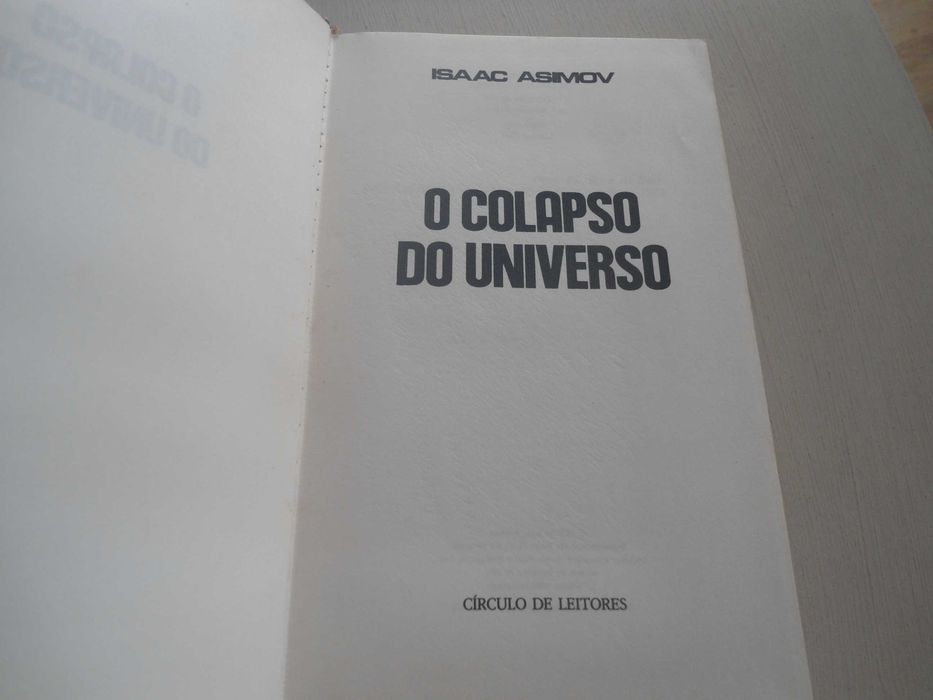 ISAAC ASIMOV
O COLAPSO
DO UNIVERSO
CÍRCULO DE LEITORES